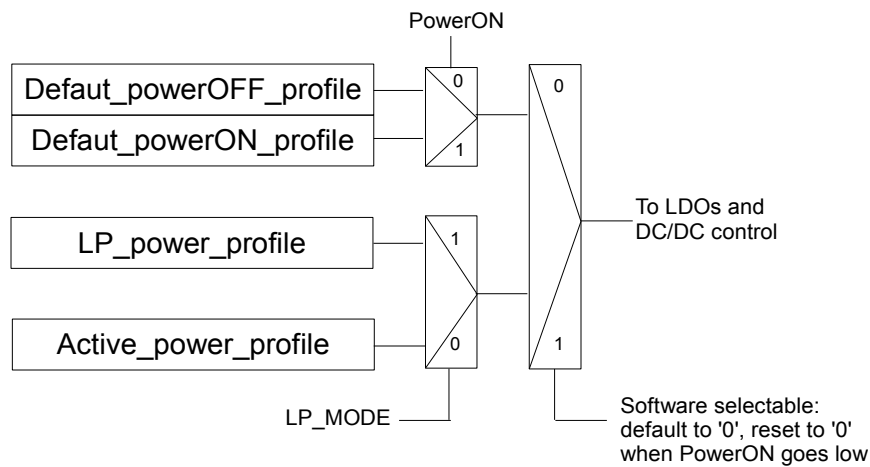 PowerON
Defaut_powerOFF_profile
0
Defaut_powerON_profile
1
0
LP_power_profile
1
To LDOs and
DC/DC control
Active_power_profile
0
1
LP_MODE
Software selectable:
default to '0', reset to '0'
when PowerON goes low